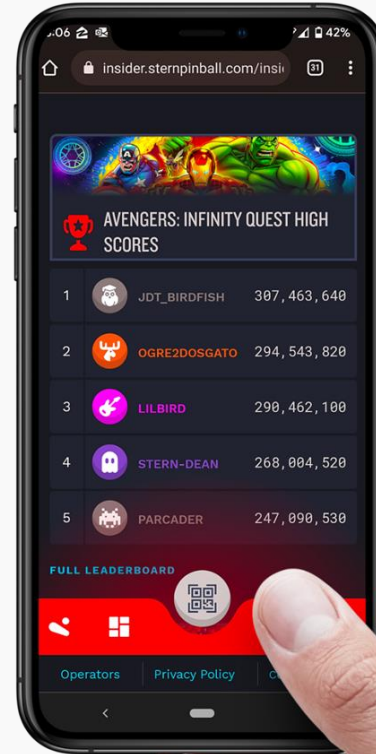 :06 42%
insider.sternpinball.com/insi 31
AVENGERS: INFINITY QUEST HIGH
SCORES
1 JDT_BIRDFISH 307,463,640
2 OGRE2DOSGATO 294,543,820
3 LILBIRD 290,462,100
4 STERN-DEAN 268,004,520
5 PARCADER 247,090,530
FULL LEADERBOARD
Operators Privacy Policy